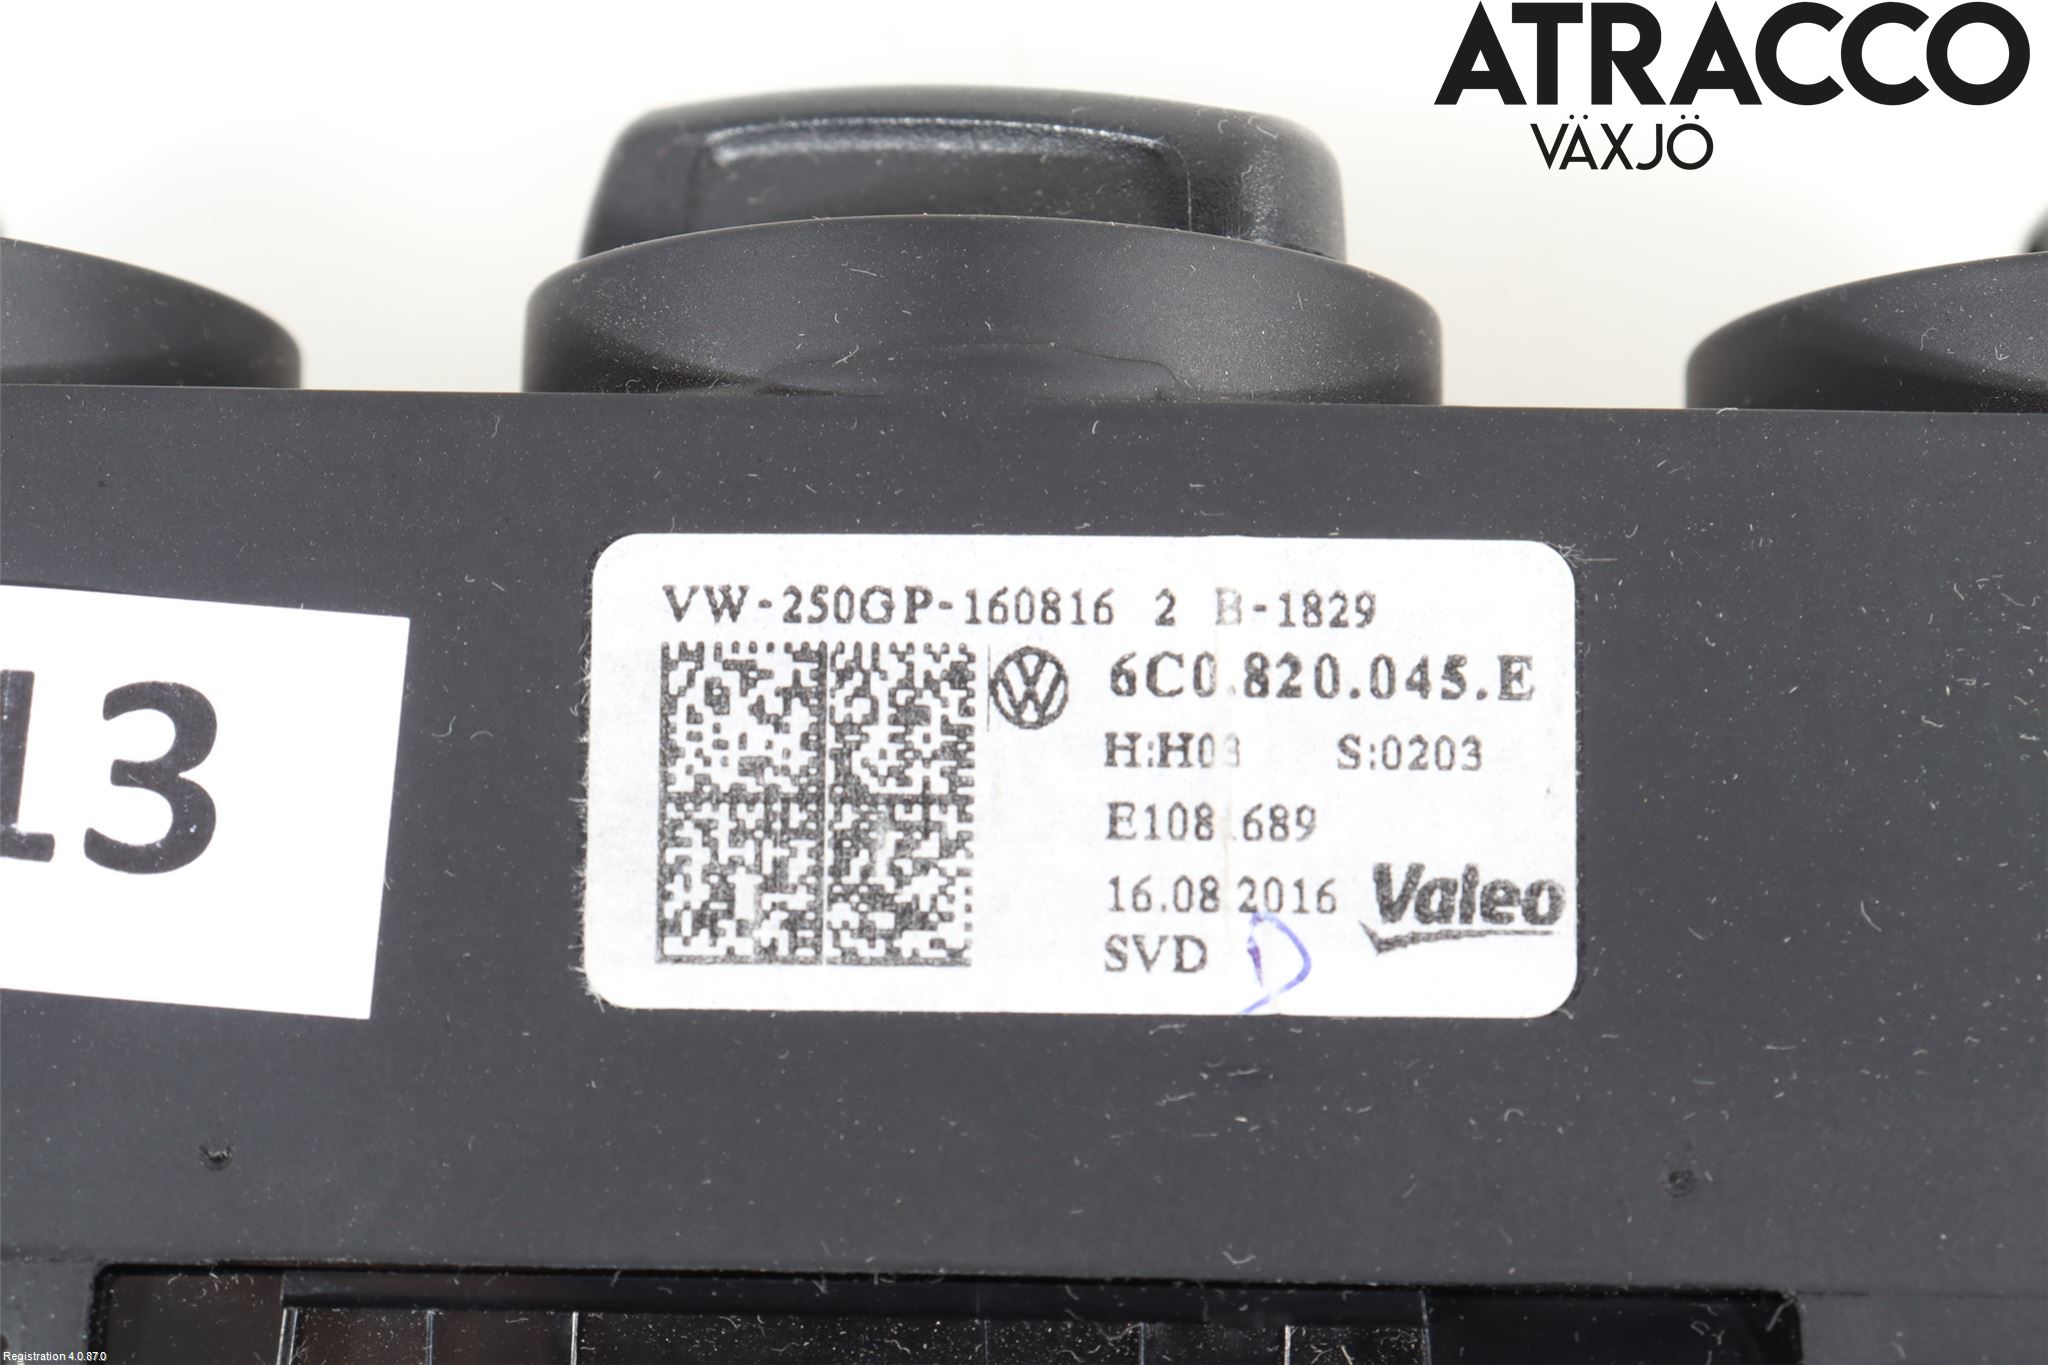 ATRACCO
VÄXJÖ
VW-250GP-160816 2 B-1829
6C0.820.045.E
H:H03 S:0203
E108.689
16.08.2016 Valeo
SVD D
13
Registration 4.0.87.0